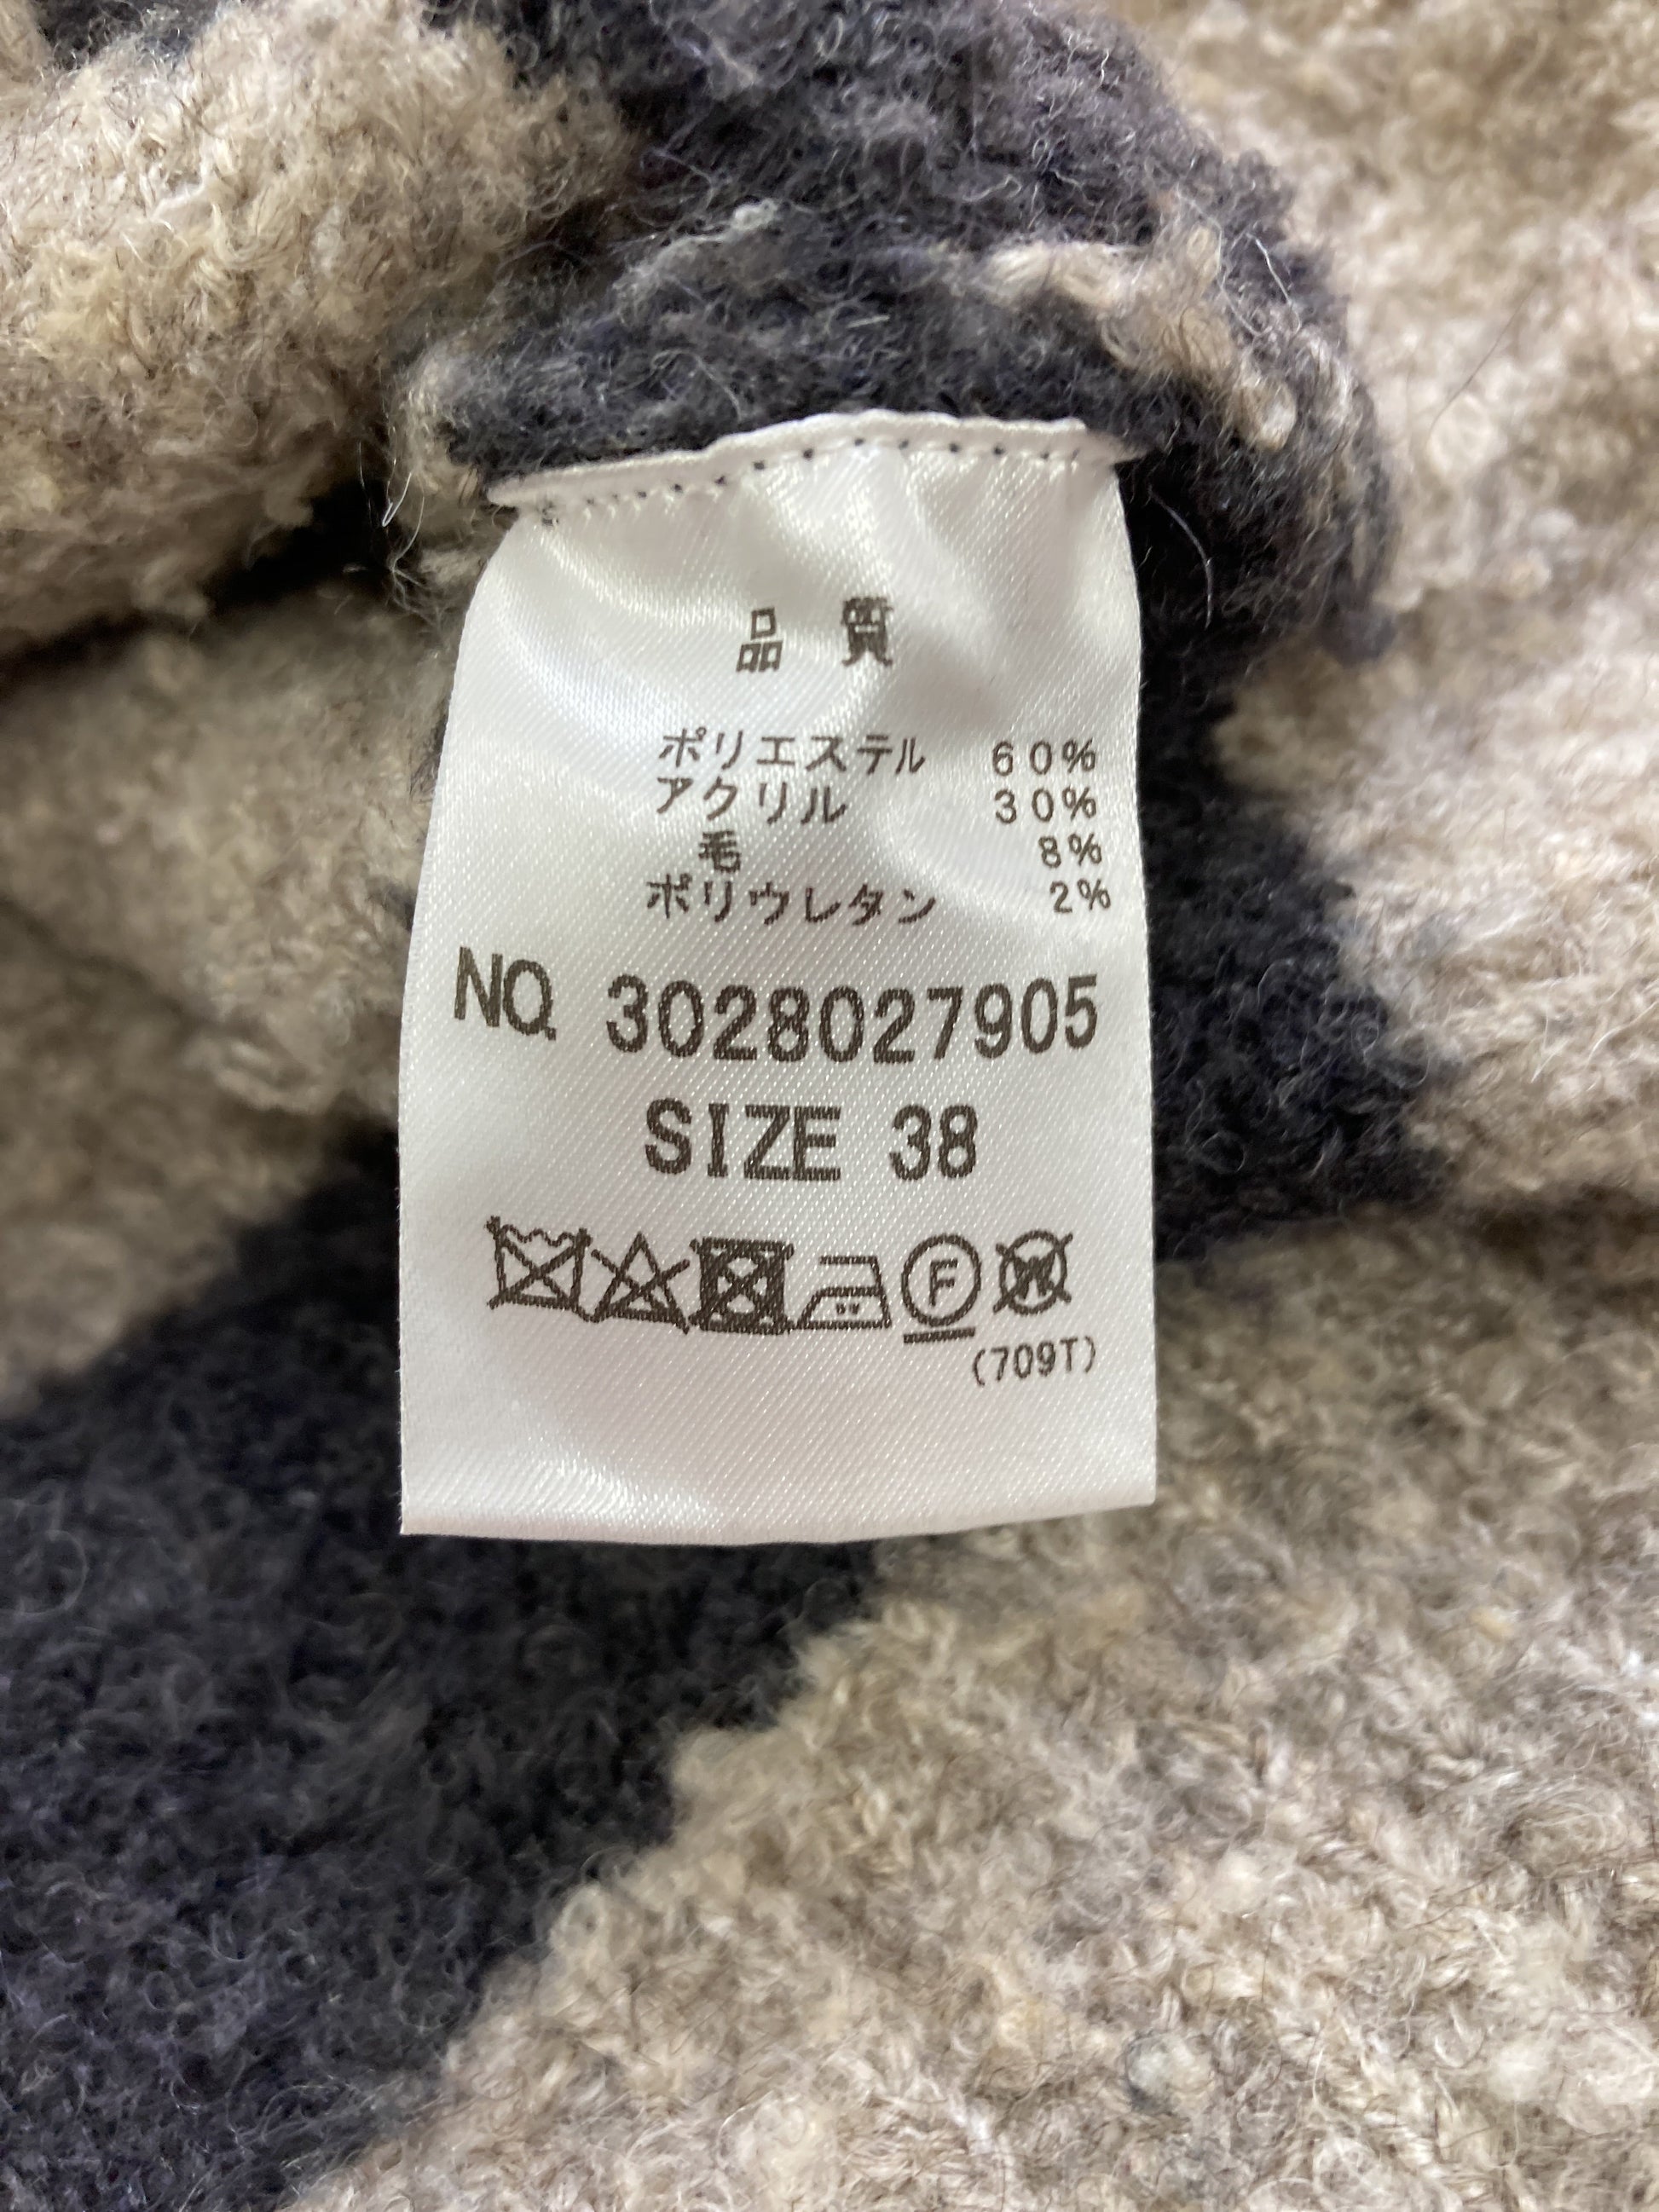 品 質
ポリエステル 60%
アクリル 30%
毛 8%
ポリウレタン 2%
NO. 3028027905
SIZE 38
F W
(709T)